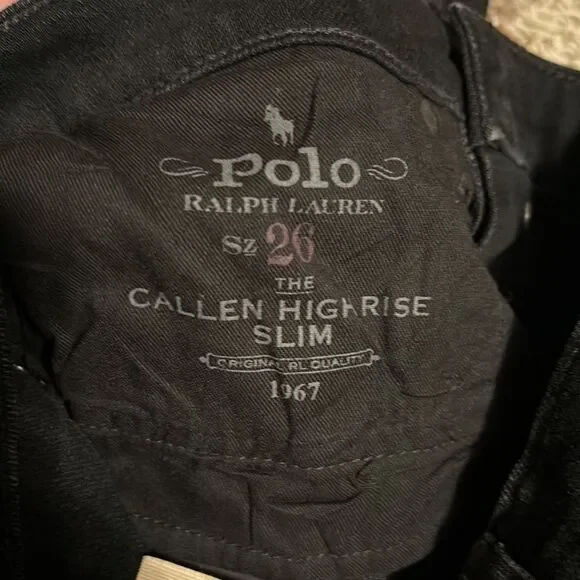 Polo
RALPH LAUREN
Sz 26
THE
CALLEN HIGHRISE
SLIM
ORIGINAL RL QUALITY
1967